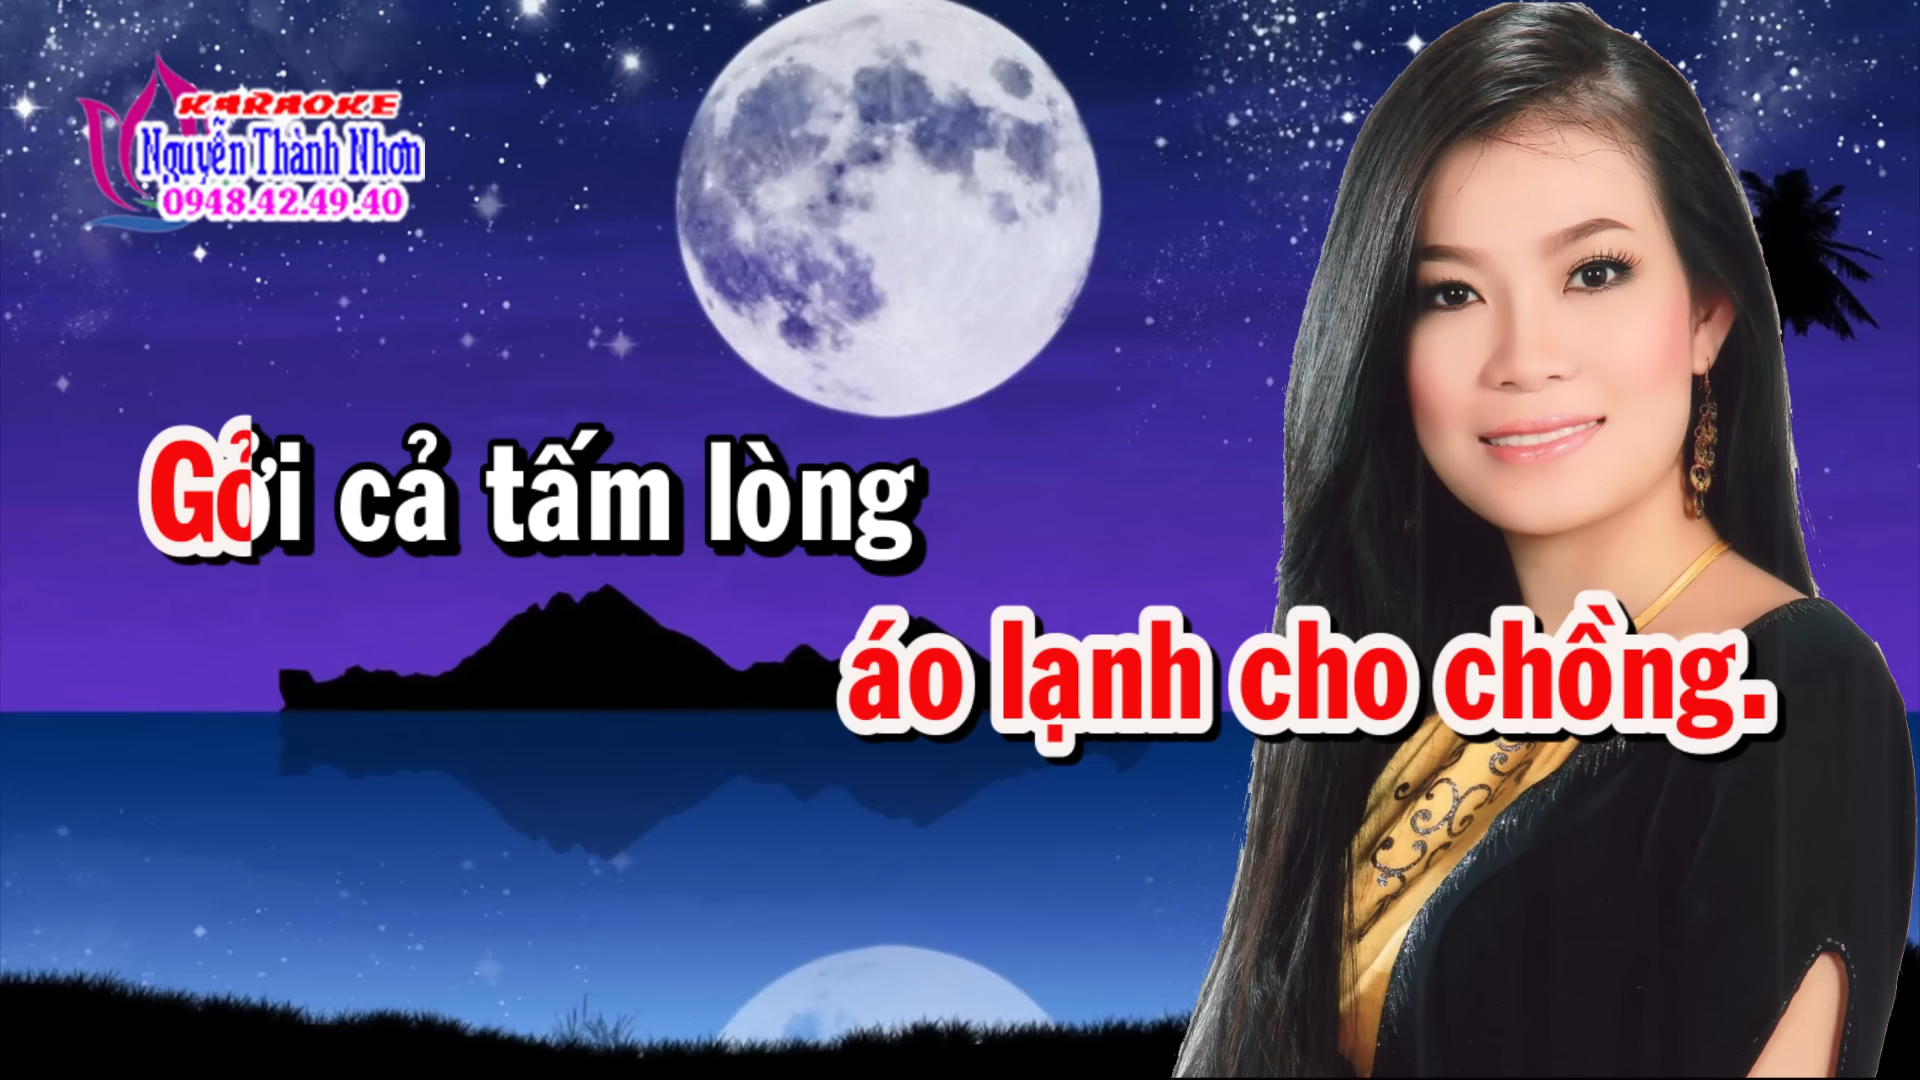 KARAOKE
Nguyễn Thành Nhơn
0948.42.49.40
Gởi cả tấm lòng
áo lạnh cho chồng.